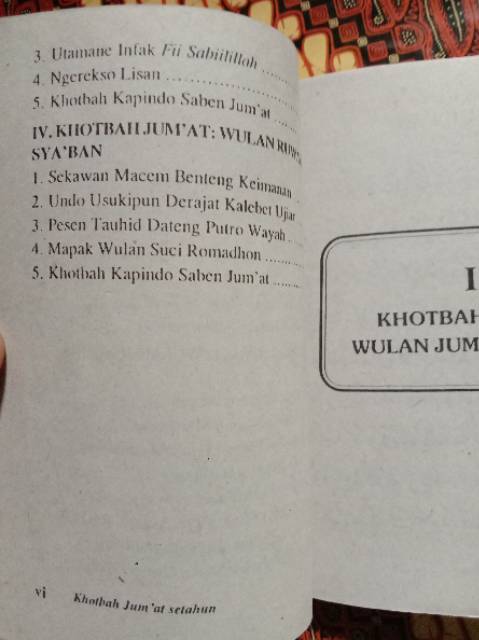 3. Utamane Infak Fii Sabiilillah ........
4. Ngerekso Lisan ......................
5. Khotbah Kapindo Saben Jum'at ......
IV. KHOTBAH JUM'AT: WULAN
SYA'BAN
1. Sekawan Macem Benteng Keimanan ...
2. Undo Usukipun Derajat Kalebet Ujian
3. Pesen Tauhid Dateng Putro Wayah ..
4. Mapak Wulan Suci Romadhon ..........
5. Khotbah Kapindo Saben Jum'at .......
vi Khotbah Jum'at setahun
I
KHOTBAH
WULAN JUM